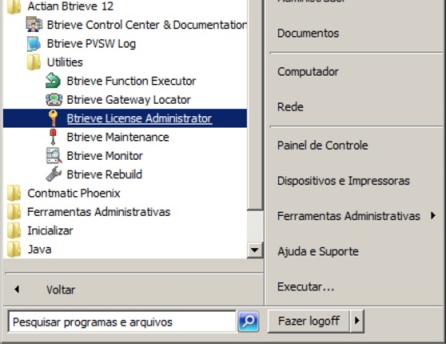 Actian Btrieve 12
Btrieve Control Center & Documentation
Btrieve PVSW Log
Utilities
Btrieve Function Executor
Btrieve Gateway Locator
Btrieve License Administrator
Btrieve Maintenance
Btrieve Monitor
Btrieve Rebuild
Contmatic Phoenix
Ferramentas Administrativas
Inicializar
Java
Voltar
Pesquisar programas e arquivos
Documentos
Computador
Rede
Painel de Controle
Dispositivos e Impressoras
Ferramentas Administrativas
Ajuda e Suporte
Executar...
Fazer logoff